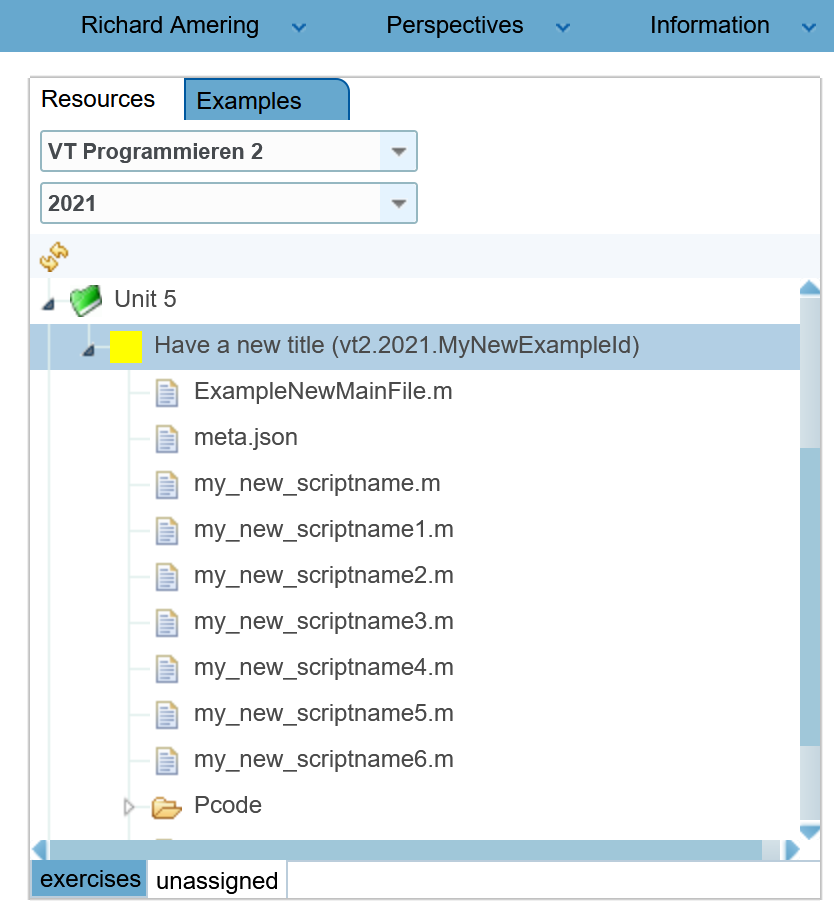 Richard Amering Perspectives Information
Resources Examples
VT Programmieren 2
2021
Unit 5
Have a new title (vt2.2021.MyNewExampleId)
ExampleNewMainFile.m
meta.json
my_new_scriptname.m
my_new_scriptname1.m
my_new_scriptname2.m
my_new_scriptname3.m
my_new_scriptname4.m
my_new_scriptname5.m
my_new_scriptname6.m
Pcode
exercises unassigned